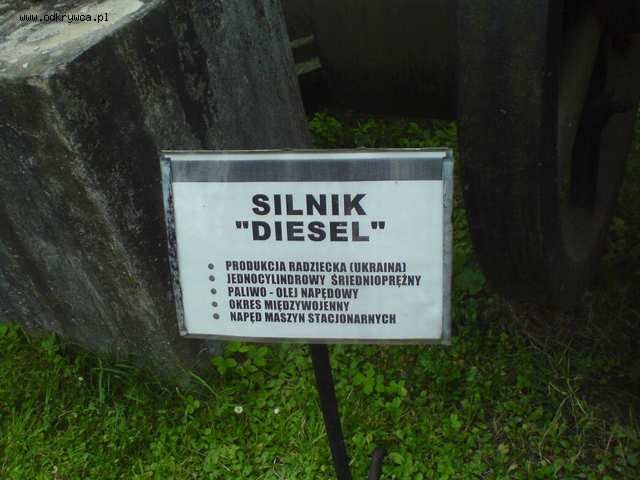 www.odkrywca.pl
SILNIK
"DIESEL"
• PRODUKCJA RADZIECKA (UKRAINA)
• JEDNOCYLINDROWY ŚRIEDNIOPRĘŻNY
• PALIWO - OLEJ NAPĘDOWY
• OKRES MIĘDZYWOJENNY
• NAPĘD MASZYN STACJONARNYCH